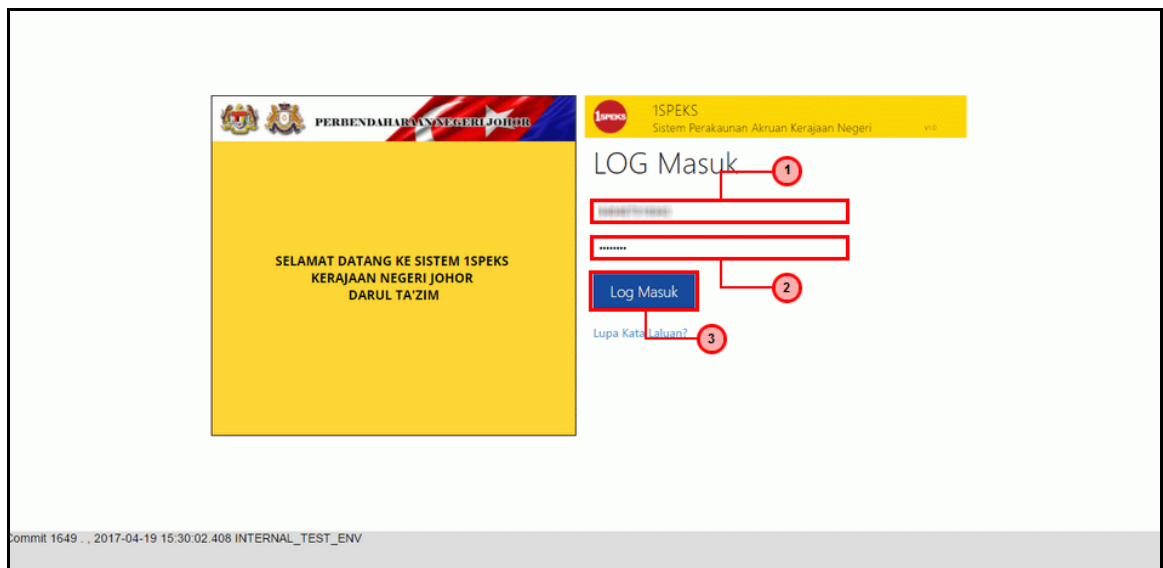 PERBENDAHARAAN NEGERI JOHOR
SELAMAT DATANG KE SISTEM 1SPEKS
KERAJAAN NEGERI JOHOR
DARUL TA'ZIM
1SPEKS
1SPEKS
Sistem Perakaunan Akruan Kerajaan Negeri
V1.0
LOG Masuk
1
2
Log Masuk
Lupa Kata Laluan?
3
Commit 1649 . , 2017-04-19 15:30:02.408 INTERNAL_TEST_ENV